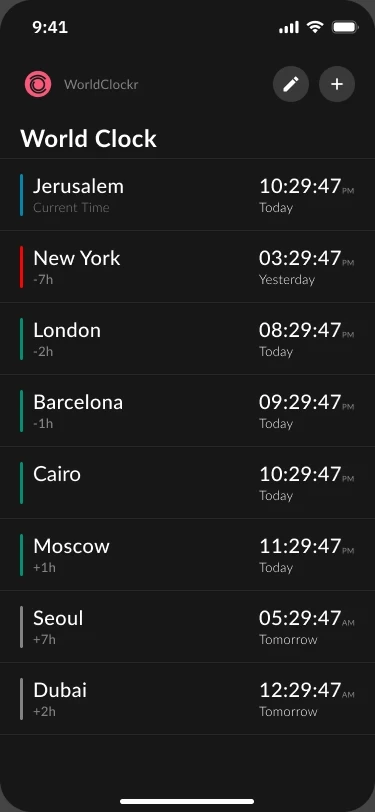 9:41
WorldClockr
World Clock
Jerusalem 10:29:47 PM
Current Time Today
New York 03:29:47 PM
-7h Yesterday
London 08:29:47 PM
-2h Today
Barcelona 09:29:47 PM
-1h Today
Cairo 10:29:47 PM
Today
Moscow 11:29:47 PM
+1h Today
Seoul 05:29:47 AM
+7h Tomorrow
Dubai 12:29:47 AM
+2h Tomorrow